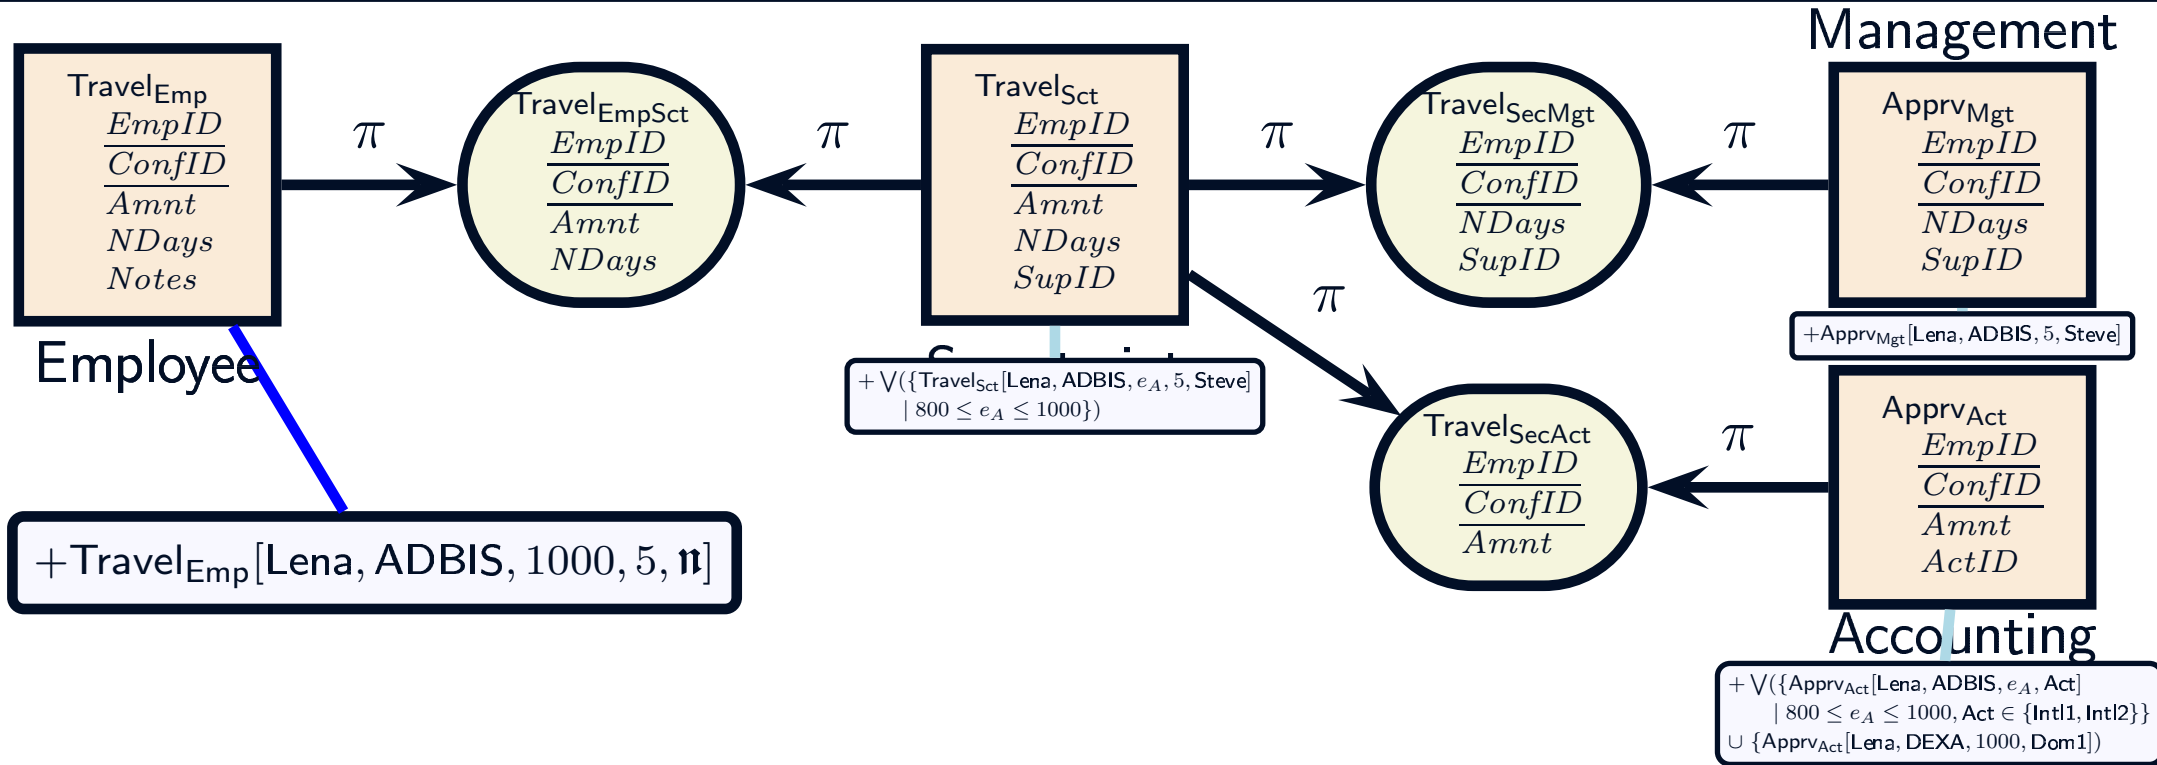 Management
Travel_Emp
EmpID
ConfID
Amnt
NDays
Notes
Employee
π
Travel_EmpSct
EmpID
ConfID
Amnt
NDays
π
Travel_Sct
EmpID
ConfID
Amnt
NDays
SupID
+ ⋁({Travel_Sct[Lena, ADBIS, e_A, 5, Steve]
| 800 ≤ e_A ≤ 1000})
π
π
Travel_SecMgt
EmpID
ConfID
NDays
SupID
π
Apprv_Mgt
EmpID
ConfID
NDays
SupID
+Apprv_Mgt[Lena, ADBIS, 5, Steve]
Travel_SecAct
EmpID
ConfID
Amnt
π
Apprv_Act
EmpID
ConfID
Amnt
ActID
Accounting
+Travel_Emp[Lena, ADBIS, 1000, 5, 𝖓]
+ ⋁({Apprv_Act[Lena, ADBIS, e_A, Act]
| 800 ≤ e_A ≤ 1000, Act ∈ {Intl1, Intl2}}
∪ {Apprv_Act[Lena, DEXA, 1000, Dom1])